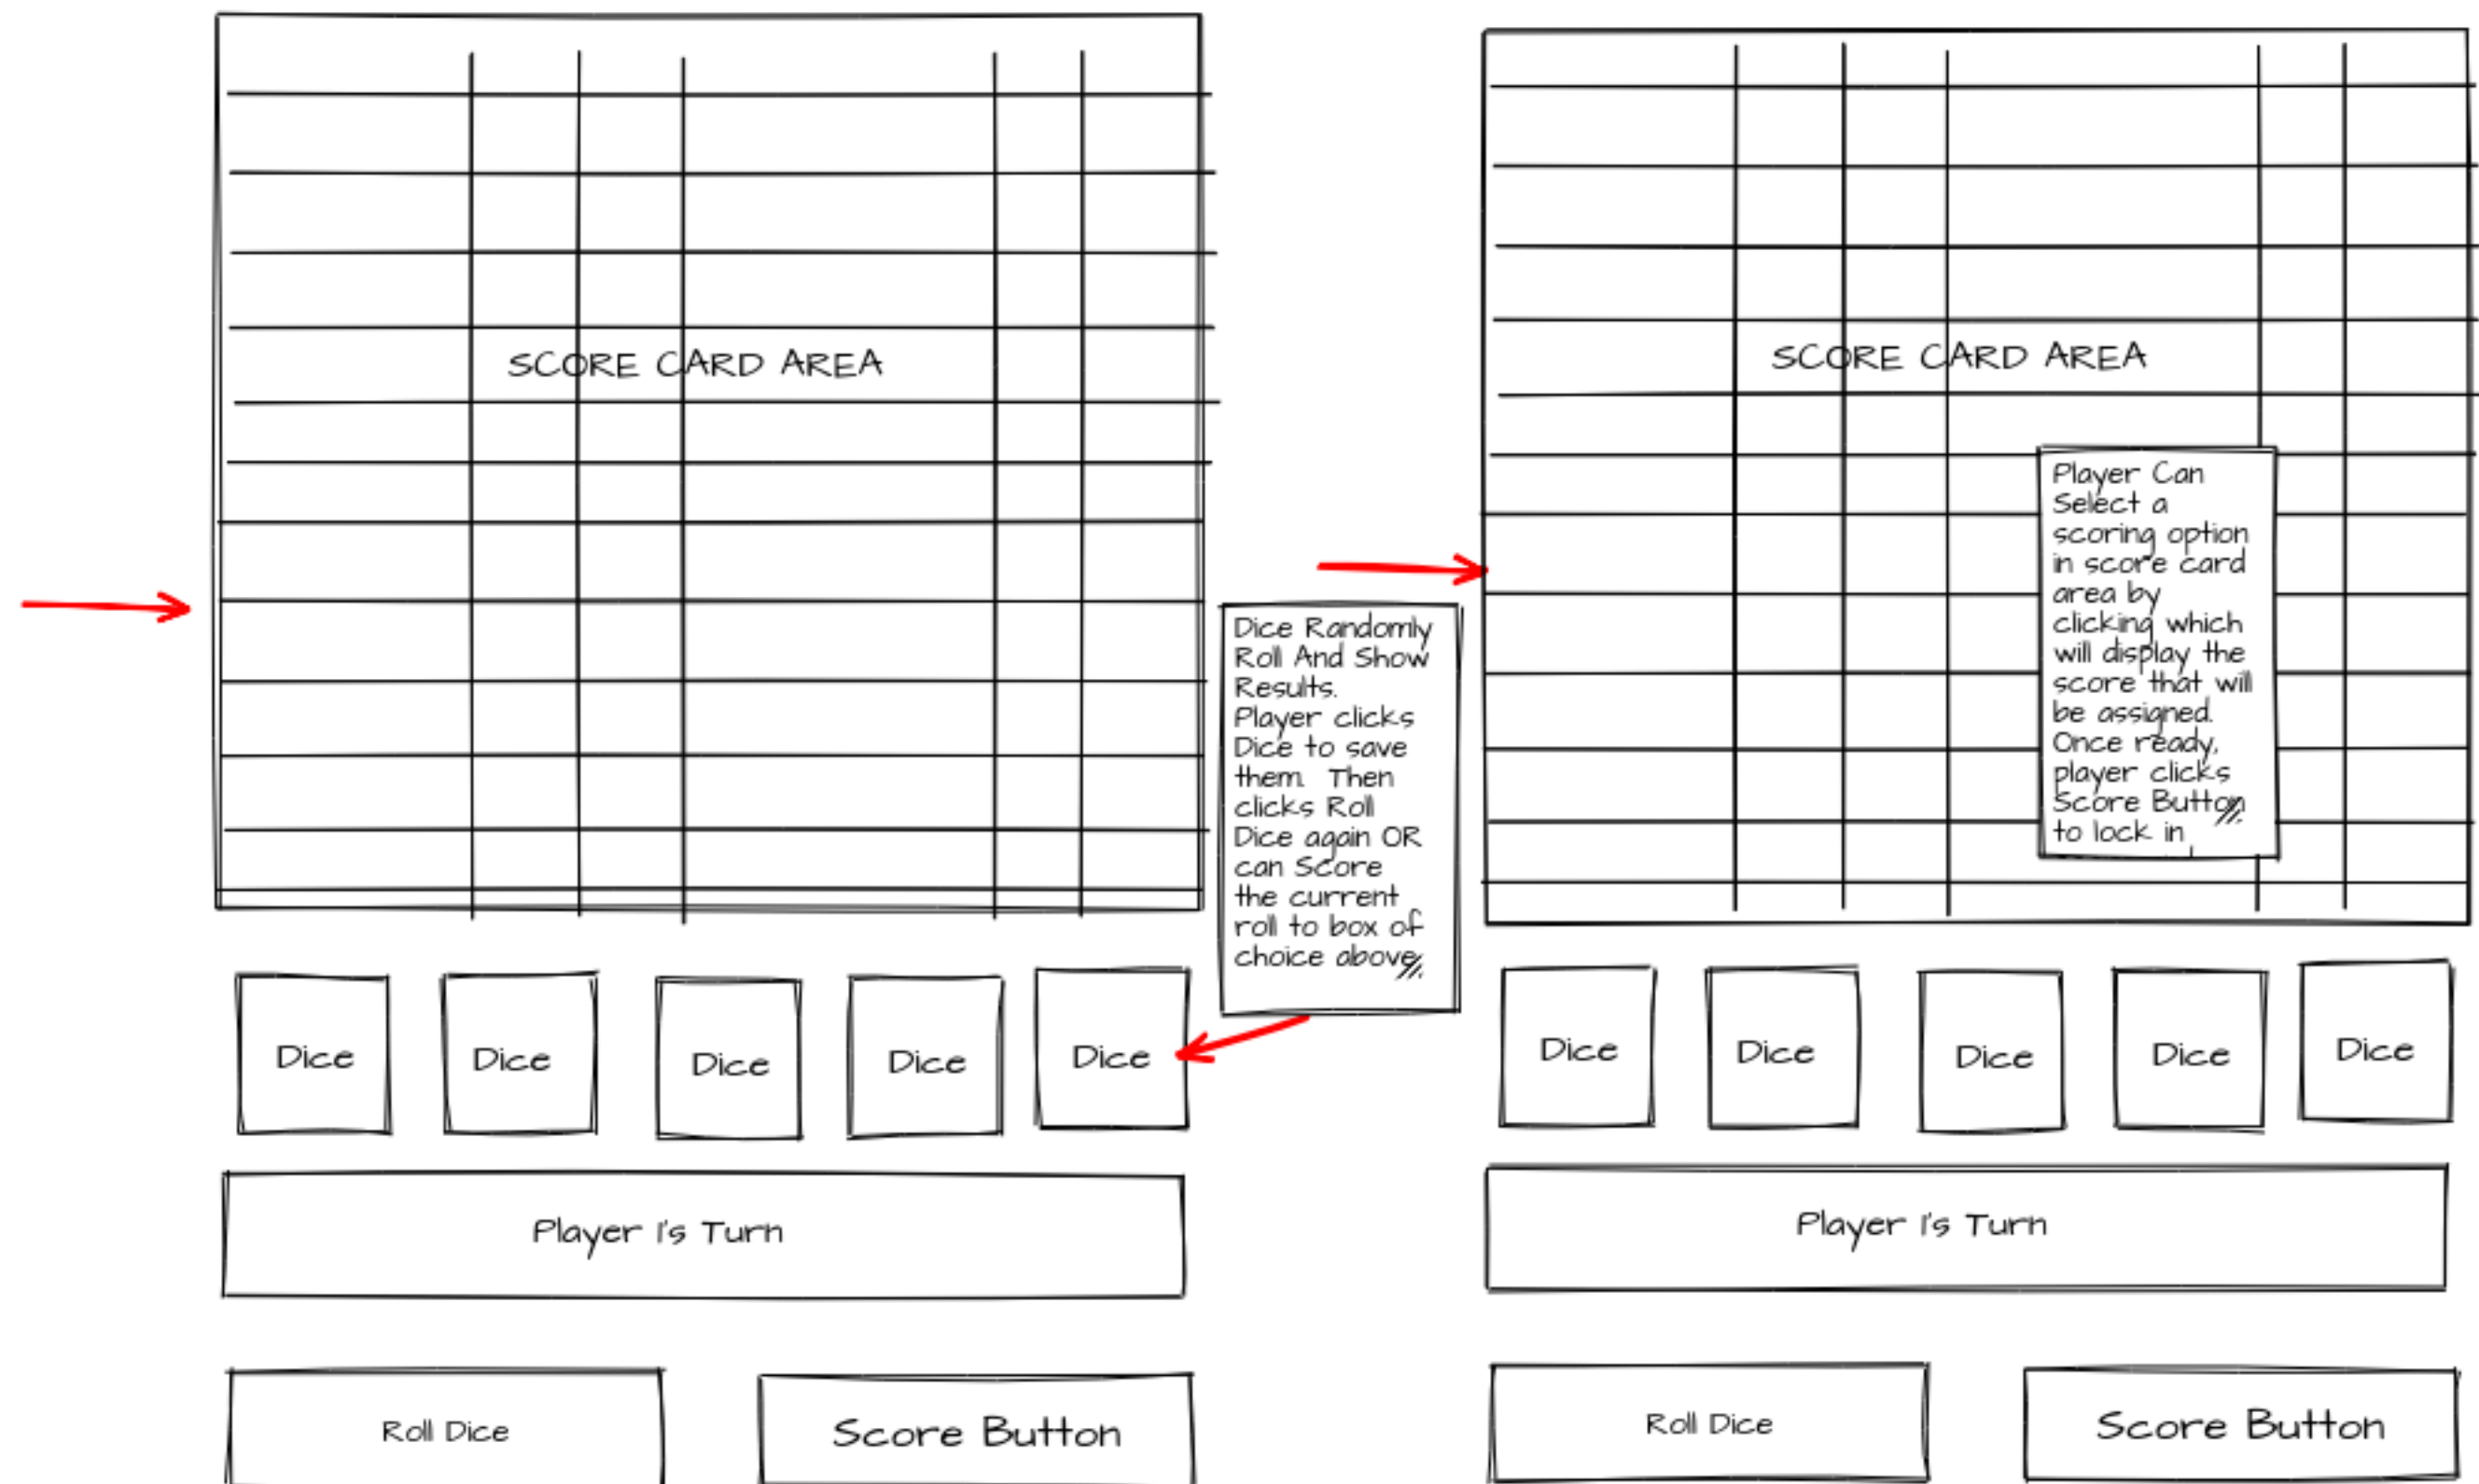 SCORE CARD AREA
Dice Randomly
Roll And Show
Results.
Player clicks
Dice to save
them. Then
clicks Roll
Dice again OR
can Score
the current
roll to box of
choice above.
Dice
Dice
Dice
Dice
Dice
Player 1's Turn
Roll Dice
Score Button
SCORE CARD AREA
Player Can
Select a
scoring option
in score card
area by
clicking which
will display the
score that will
be assigned.
Once ready,
player clicks
Score Button
to lock in
Dice
Dice
Dice
Dice
Dice
Player 1's Turn
Roll Dice
Score Button